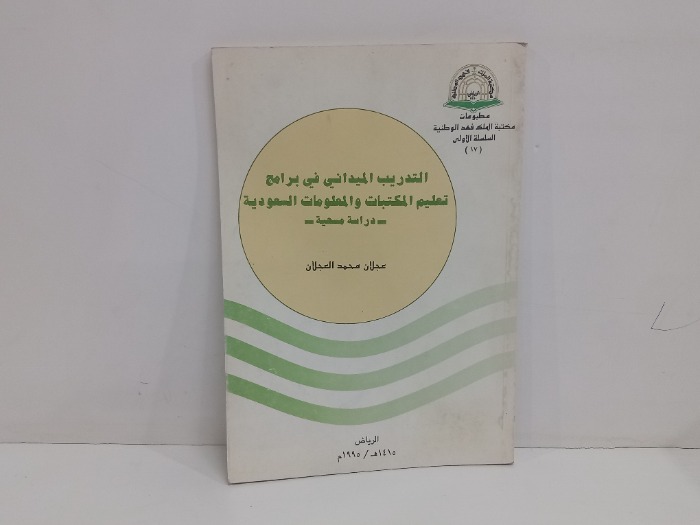 مطبوعات
مكتبة الملك فهد الوطنية
السلسلة الاولى
(١٧)
التدريب الميداني في برامج
تعليم المكتبات والمعلومات السعودية
ـ دراسة مسحية ـ
عجلان محمد العجلان
الرياض
١٤١٥هـ / ١٩٩٥م